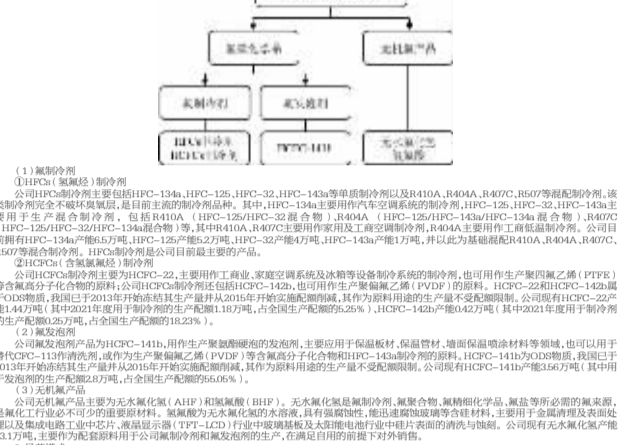 无机氟产品
氟制冷剂
氟发泡剂
HCFC-141b
(1)氟制冷剂
①HFCs(氢氟烃)制冷剂
公司HFCs制冷剂主要包括HFC-134a、HFC-125、HFC-32、HFC-143a等单质制冷剂以及R410A、R404A、R407C、R507等混配制冷剂。该
类制冷剂完全不破坏臭氧层,是目前主流的制冷剂品种。其中,HFC-134a主要用作汽车空调系统的制冷剂,HFC-125、HFC-32、HFC-143a主
要用于生产混合制冷剂,包括R410A(HFC-125/HFC-32混合物)、R404A(HFC-125/HFC-143a/HFC-134a混合物)、R407C
HFC-125/HFC-32/HFC-134a混合物)等,其中R410A、R407C主要用作家用及工商空调制冷剂,R404A主要用作工商低温制冷剂。公司目
前拥有HFC-134a产能6.5万吨、HFC-125产能5.2万吨、HFC-32产能4万吨、HFC-143a产能1万吨,并以此为基础混配R410A、R404A、R407C、
507等混合制冷剂。HFCs制冷剂是公司目前最主要的产品。
②HCFCs(含氢氯氟烃)制冷剂
公司HCFCs制冷剂主要为HCFC-22,主要用作工商业、家庭空调系统及冰箱等设备制冷系统的制冷剂,也可用作生产聚四氟乙烯(PTFE)
等含氟高分子化合物的原料;公司HCFCs制冷剂还包括HCFC-142b,也可用作生产聚偏氟乙烯(PVDF)的原料。HCFC-22和HCFC-142b属
于ODS物质,我国已于2013年开始冻结其生产量并从2015年开始实施配额削减,其作为原料用途的生产量不受配额限制。公司现有HCFC-22产
能1.44万吨(其中2021年度用于制冷剂的生产配额1.18万吨,占全国生产配额的5.25%)、HCFC-142b产能0.42万吨(其中2021年度用于制冷剂
的生产配额0.25万吨,占全国生产配额的18.23%)。
(2)氟发泡剂
公司氟发泡剂产品为HCFC-141b,用作生产聚氨酯硬泡的发泡剂,主要应用于保温板材、保温管材、墙面保温喷涂材料等领域,也可以用于
替代CFC-113作清洗剂,或作为生产聚偏氟乙烯(PVDF)等含氟高分子化合物和HFC-143a制冷剂的原料。HCFC-141b为ODS物质,我国已于
2013年开始冻结其生产量并从2015年开始实施配额削减,其作为原料用途的生产量不受配额限制。公司现有HCFC-141b产能3.56万吨(其中用
于发泡剂的生产配额2.8万吨,占全国生产配额的55.05%)。
(3)无机氟产品
公司无机氟产品主要为无水氟化氢(AHF)和氢氟酸(BHF)。无水氟化氢是氟制冷剂、氟聚合物、氟精细化学品、氟盐等所必需的氟来源,
是氟化工行业必不可少的重要原材料。氢氟酸为无水氟化氢的水溶液,具有强腐蚀性,能迅速腐蚀玻璃等含硅材料,主要用于金属清理及表面处
理以及集成电路工业中芯片、液晶显示器(TFT-LCD)行业中玻璃基板及太阳能电池行业中硅片表面的清洗与蚀刻。公司现有无水氟化氢产能
3.1万吨,主要作为配套原料用于公司氟制冷剂和氟发泡剂的生产,在满足自用的前提下对外销售。